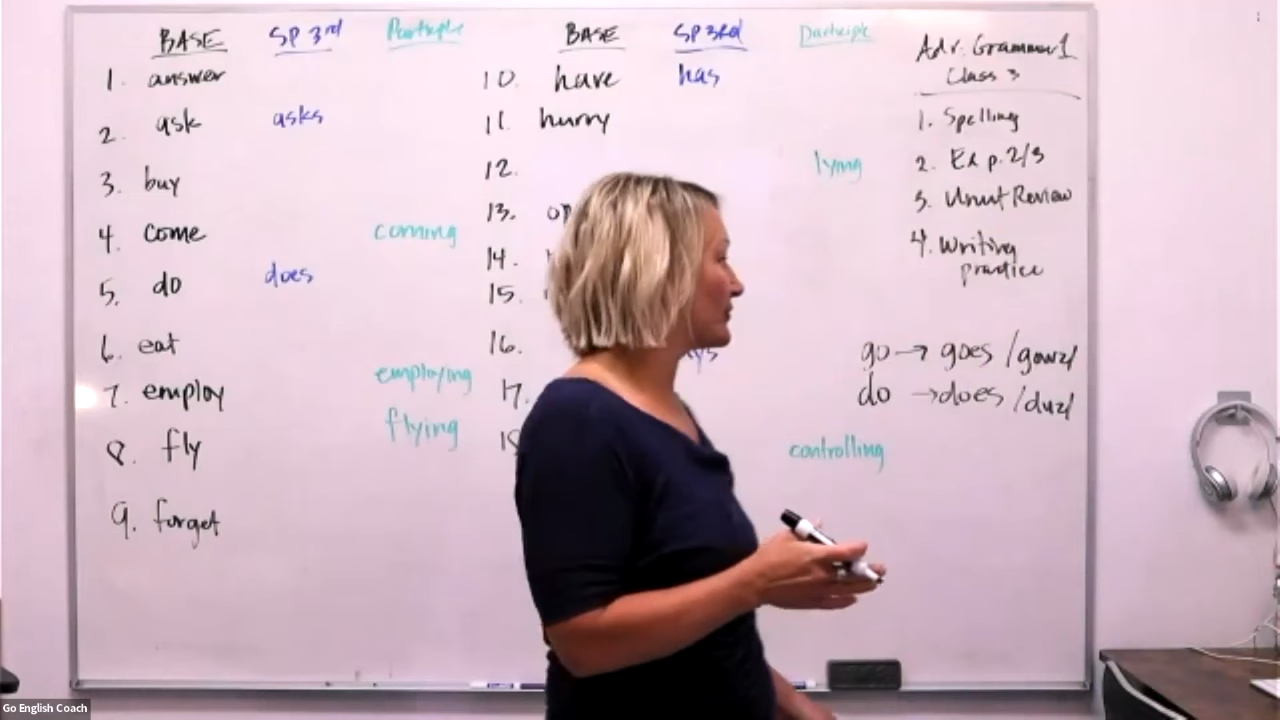 BASE SP 3rd Participle BASE SP 3rd Participle
1. answer 10. have has
2. ask asks 11. hurry
3. buy 12. lying
4. come coming 13.
5. do does 14.
6. eat 15.
7. employ employing 16.
8. fly flying 17.
9. forget controlling
Adv. Grammar 1
Class 3
1. Spelling
2. Ex p. 2/3
3. Unit Review
4. Writing
practice
go → goes /gowz/
do → does /duz/
Go English Coach